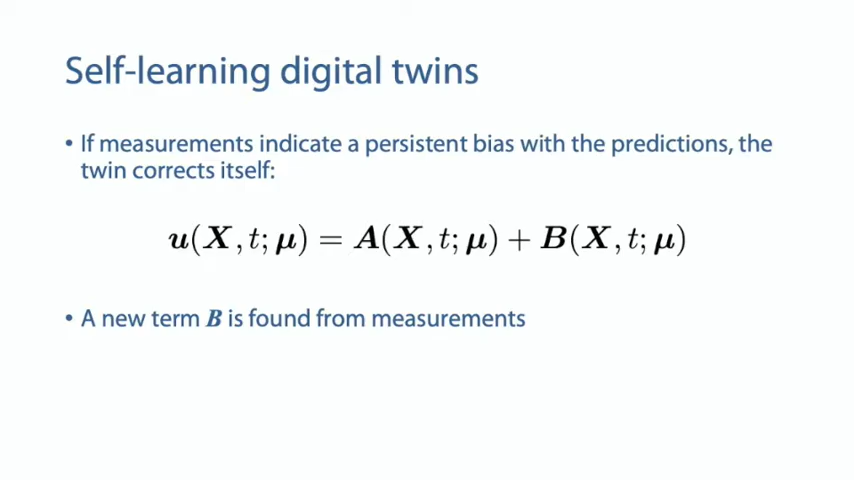 Self-learning digital twins
• If measurements indicate a persistent bias with the predictions, the
twin corrects itself:
u(X, t; μ) = A(X, t; μ) + B(X, t; μ)
• A new term B is found from measurements